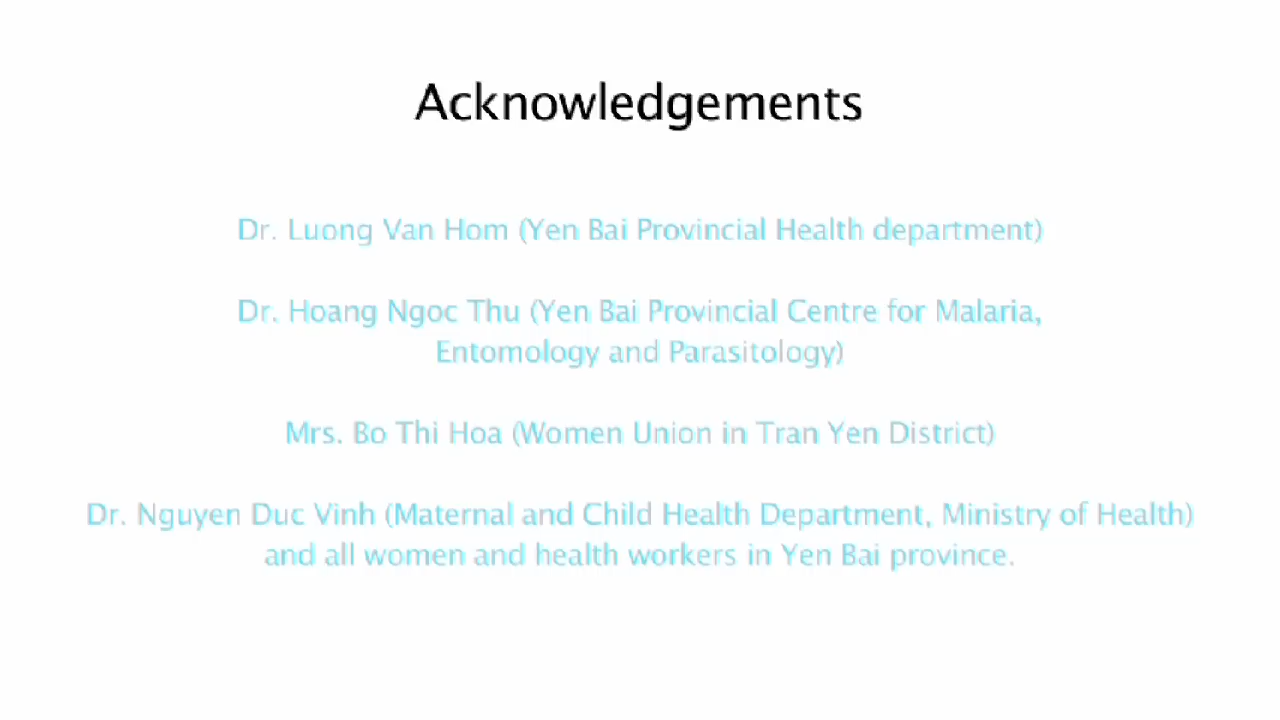 Acknowledgements
Dr. Luong Van Hom (Yen Bai Provincial Health department)
Dr. Hoang Ngoc Thu (Yen Bai Provincial Centre for Malaria,
Entomology and Parasitology)
Mrs. Bo Thi Hoa (Women Union in Tran Yen District)
Dr. Nguyen Duc Vinh (Maternal and Child Health Department, Ministry of Health)
and all women and health workers in Yen Bai province.